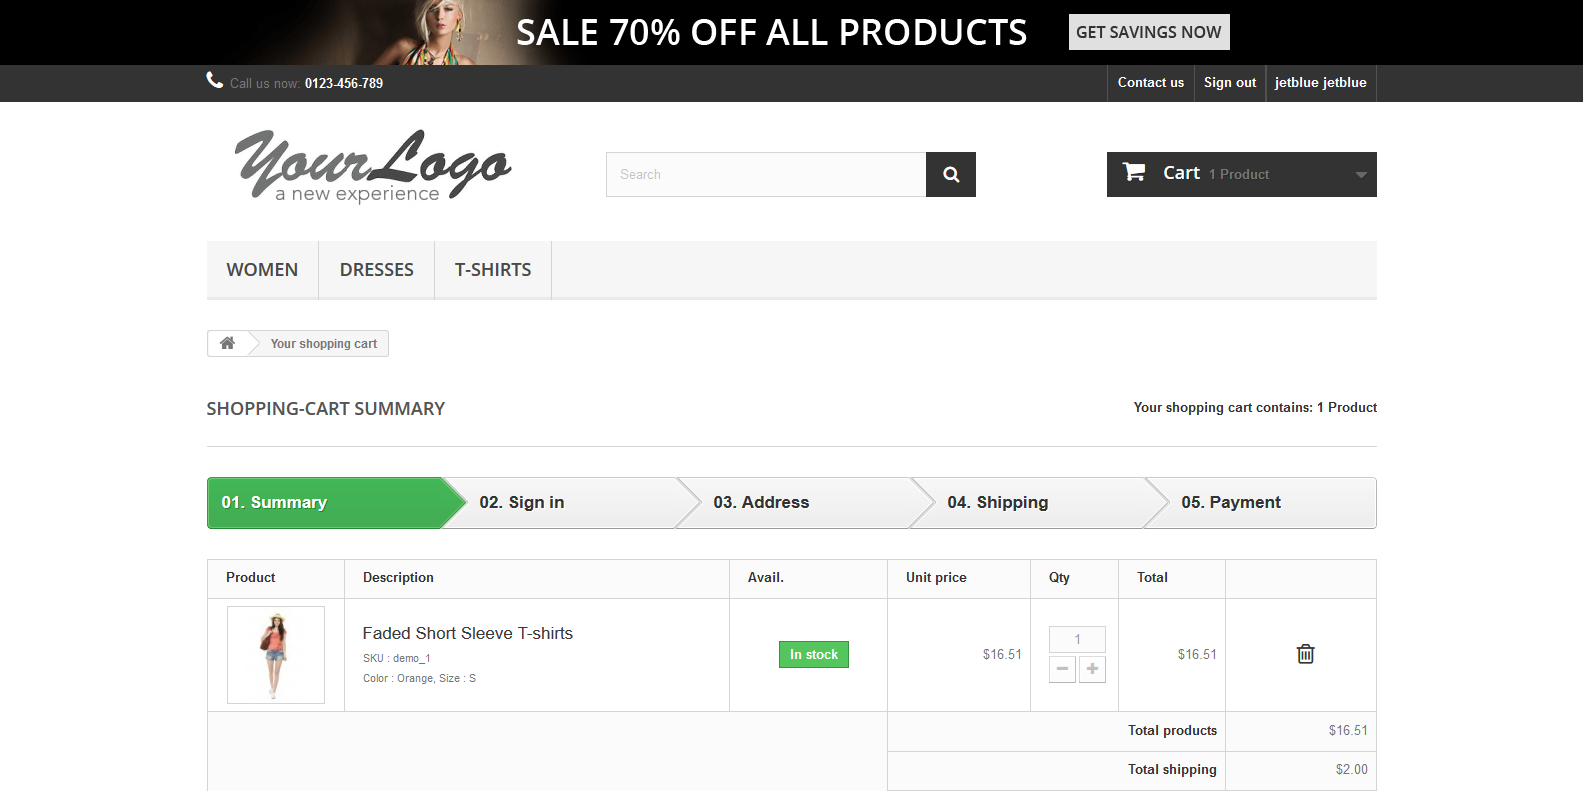 SALE 70% OFF ALL PRODUCTS GET SAVINGS NOW
Call us now: 0123-456-789 Contact us Sign out jetblue jetblue
YourLogo
a new experience
Search
Cart 1 Product
WOMEN DRESSES T-SHIRTS
Your shopping cart
SHOPPING-CART SUMMARY Your shopping cart contains: 1 Product
01. Summary 02. Sign in 03. Address 04. Shipping 05. Payment
Product Description Avail. Unit price Qty Total
Faded Short Sleeve T-shirts
SKU : demo_1
Color : Orange, Size : S
In stock $16.51 1 $16.51
Total products $16.51
Total shipping $2.00